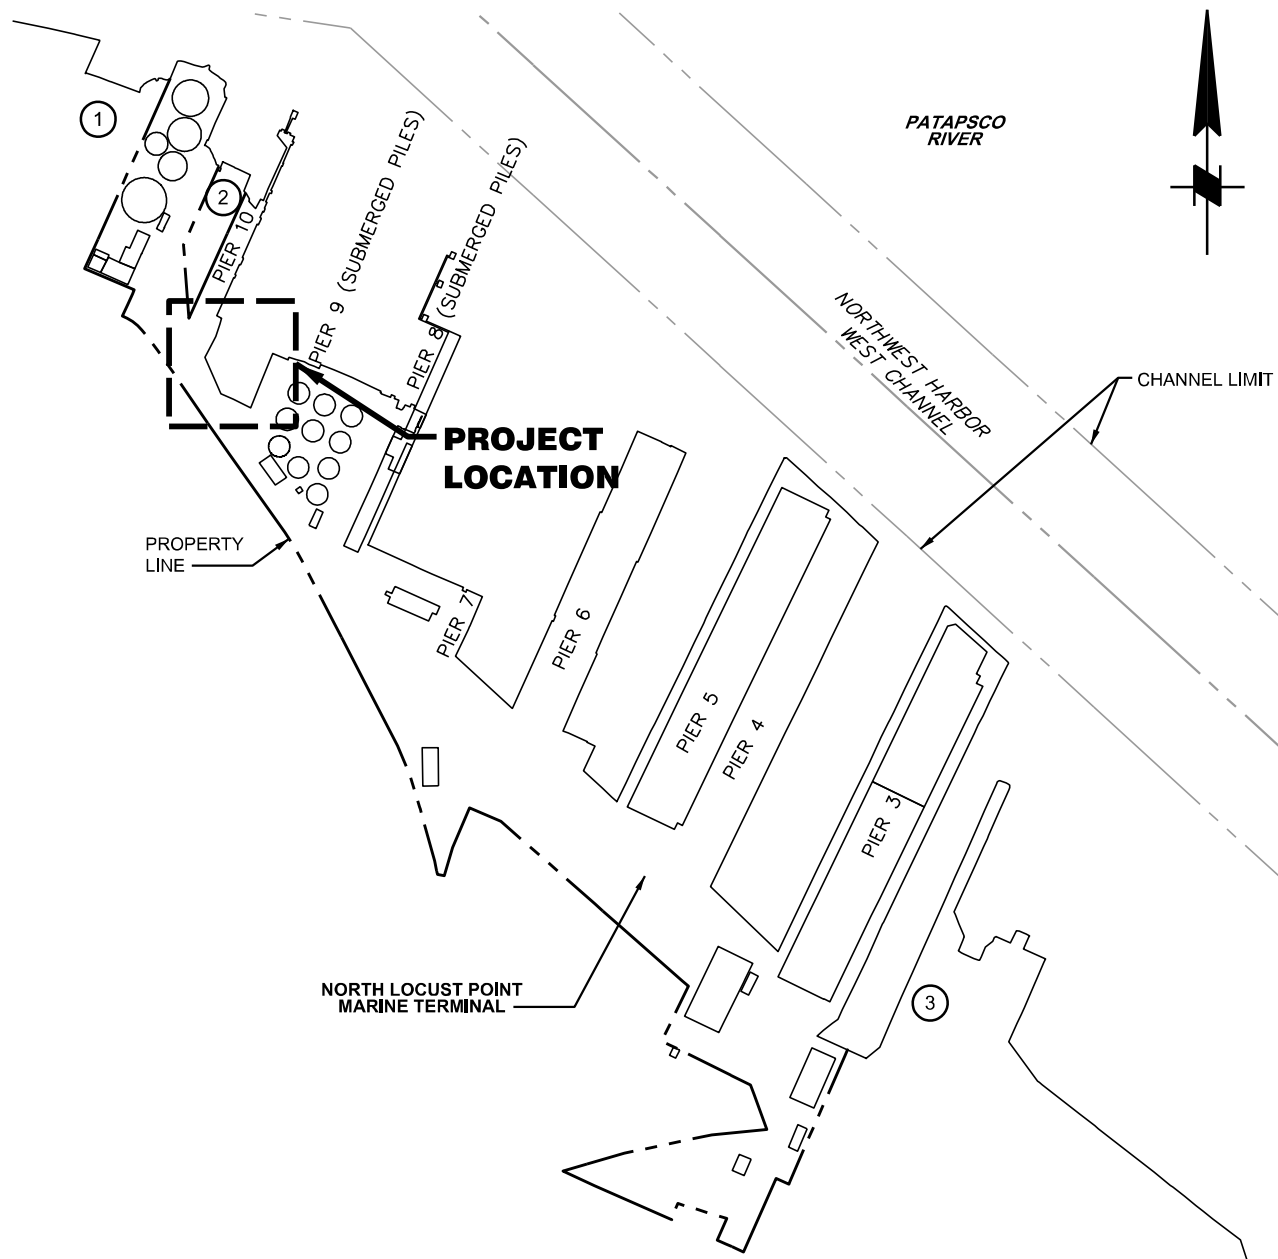 PATAPSCO
RIVER
1
2
PIER 10
PIER 9 (SUBMERGED PILES)
PIER 8 (SUBMERGED PILES)
NORTHWEST HARBOR
WEST CHANNEL
CHANNEL LIMIT
PROJECT
LOCATION
PROPERTY
LINE
PIER 7
PIER 6
PIER 5
PIER 4
PIER 3
NORTH LOCUST POINT
MARINE TERMINAL
3